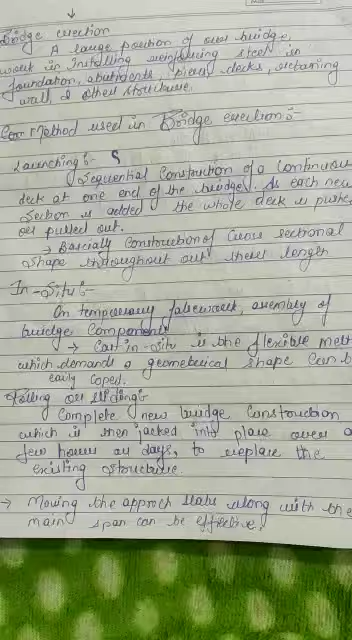 Bridge erection
A large portion of our bridge,
work in installing reinforcing steel in
foundation, abutments, piers, decks, retaining
wall & other structure.
Com Method used in Bridge erection:-
Launching:- S
Sequential Construction of a Continuous
deck at one end of the bridge. As each new
Section is added the whole deck is pushed
or pulled out.
→ Basically Construction of Cross sectional
Shape throughout out their length
In-Situ:-
On temporary falsework, assembly of
bridge Components
→ Cast in-situ is the flexible met
which demands a geometrical shape Can b
easily Coped.
Rolling or sliding:-
Complete new bridge Construction
which is then jacked into place over a
few hours or days, to replace the
existing structure.
→ Moving the approch slabs along with the
main span can be effective.